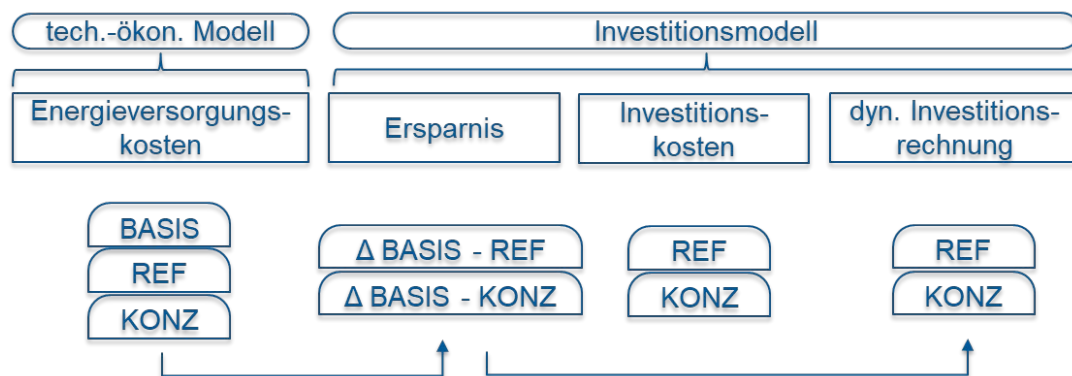 tech.-ökon. Modell
Investitionsmodell
Energieversorgungs-
kosten
Ersparnis
Investitions-
kosten
dyn. Investitions-
rechnung
BASIS
REF
KONZ
Δ BASIS - REF
Δ BASIS - KONZ
REF
KONZ
REF
KONZ